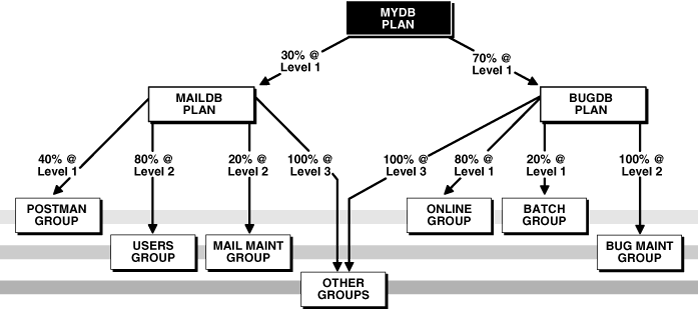 MYDB
PLAN
30% @
Level 1
70% @
Level 1
MAILDB
PLAN
BUGDB
PLAN
40% @
Level 1
80% @
Level 2
20% @
Level 2
100% @
Level 3
100% @
Level 3
80% @
Level 1
20% @
Level 1
100% @
Level 2
POSTMAN
GROUP
ONLINE
GROUP
BATCH
GROUP
USERS
GROUP
MAIL MAINT
GROUP
BUG MAINT
GROUP
OTHER
GROUPS